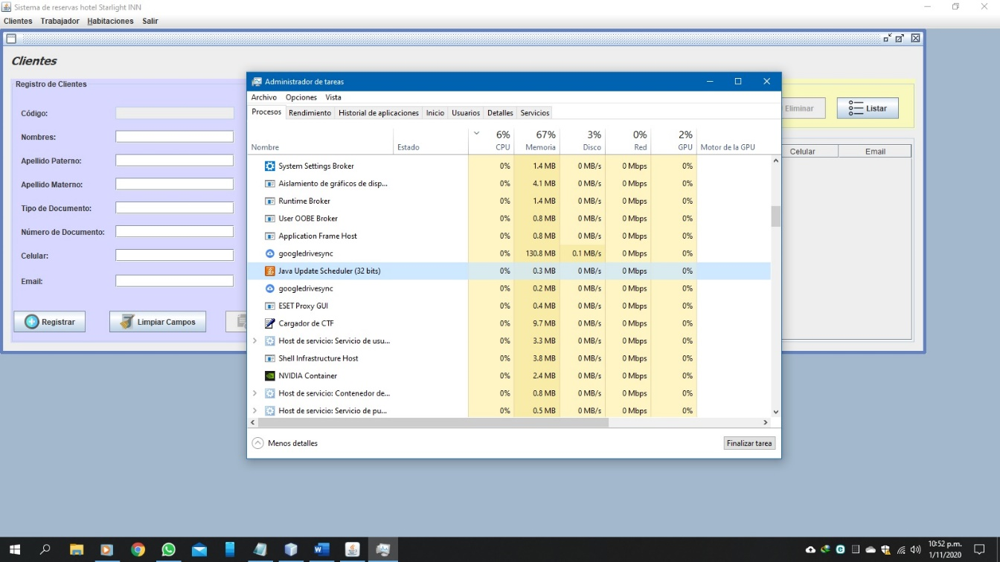 Sistema de reservas hotel Starlight INN
Clientes Trabajador Habitaciones Salir
Clientes
Registro de Clientes
Código:
Nombres:
Apellido Paterno:
Apellido Materno:
Tipo de Documento:
Número de Documento:
Celular:
Email:
Registrar Limpiar Campos
Eliminar Listar
Celular Email
Administrador de tareas
Archivo Opciones Vista
Procesos Rendimiento Historial de aplicaciones Inicio Usuarios Detalles Servicios
6% 67% 3% 0% 2%
Nombre Estado CPU Memoria Disco Red GPU Motor de la GPU
System Settings Broker 0% 1.4 MB 0 MB/s 0 Mbps 0%
Aislamiento de gráficos de disp... 0% 4.1 MB 0 MB/s 0 Mbps 0%
Runtime Broker 0% 1.4 MB 0 MB/s 0 Mbps 0%
User OOBE Broker 0% 0.8 MB 0 MB/s 0 Mbps 0%
Application Frame Host 0% 0.8 MB 0 MB/s 0 Mbps 0%
googledrivesync 0% 130.8 MB 0.1 MB/s 0 Mbps 0%
Java Update Scheduler (32 bits) 0% 0.3 MB 0 MB/s 0 Mbps 0%
googledrivesync 0% 0.2 MB 0 MB/s 0 Mbps 0%
ESET Proxy GUI 0% 0.4 MB 0 MB/s 0 Mbps 0%
Cargador de CTF 0% 9.7 MB 0 MB/s 0 Mbps 0%
Host de servicio: Servicio de usu... 0% 3.3 MB 0 MB/s 0 Mbps 0%
Shell Infrastructure Host 0% 3.8 MB 0 MB/s 0 Mbps 0%
NVIDIA Container 0% 2.4 MB 0 MB/s 0 Mbps 0%
Host de servicio: Contenedor de... 0% 0.8 MB 0 MB/s 0 Mbps 0%
Host de servicio: Servicio de pu... 0% 0.5 MB 0 MB/s 0 Mbps 0%
Menos detalles Finalizar tarea
10:52 p.m.
1/11/2020